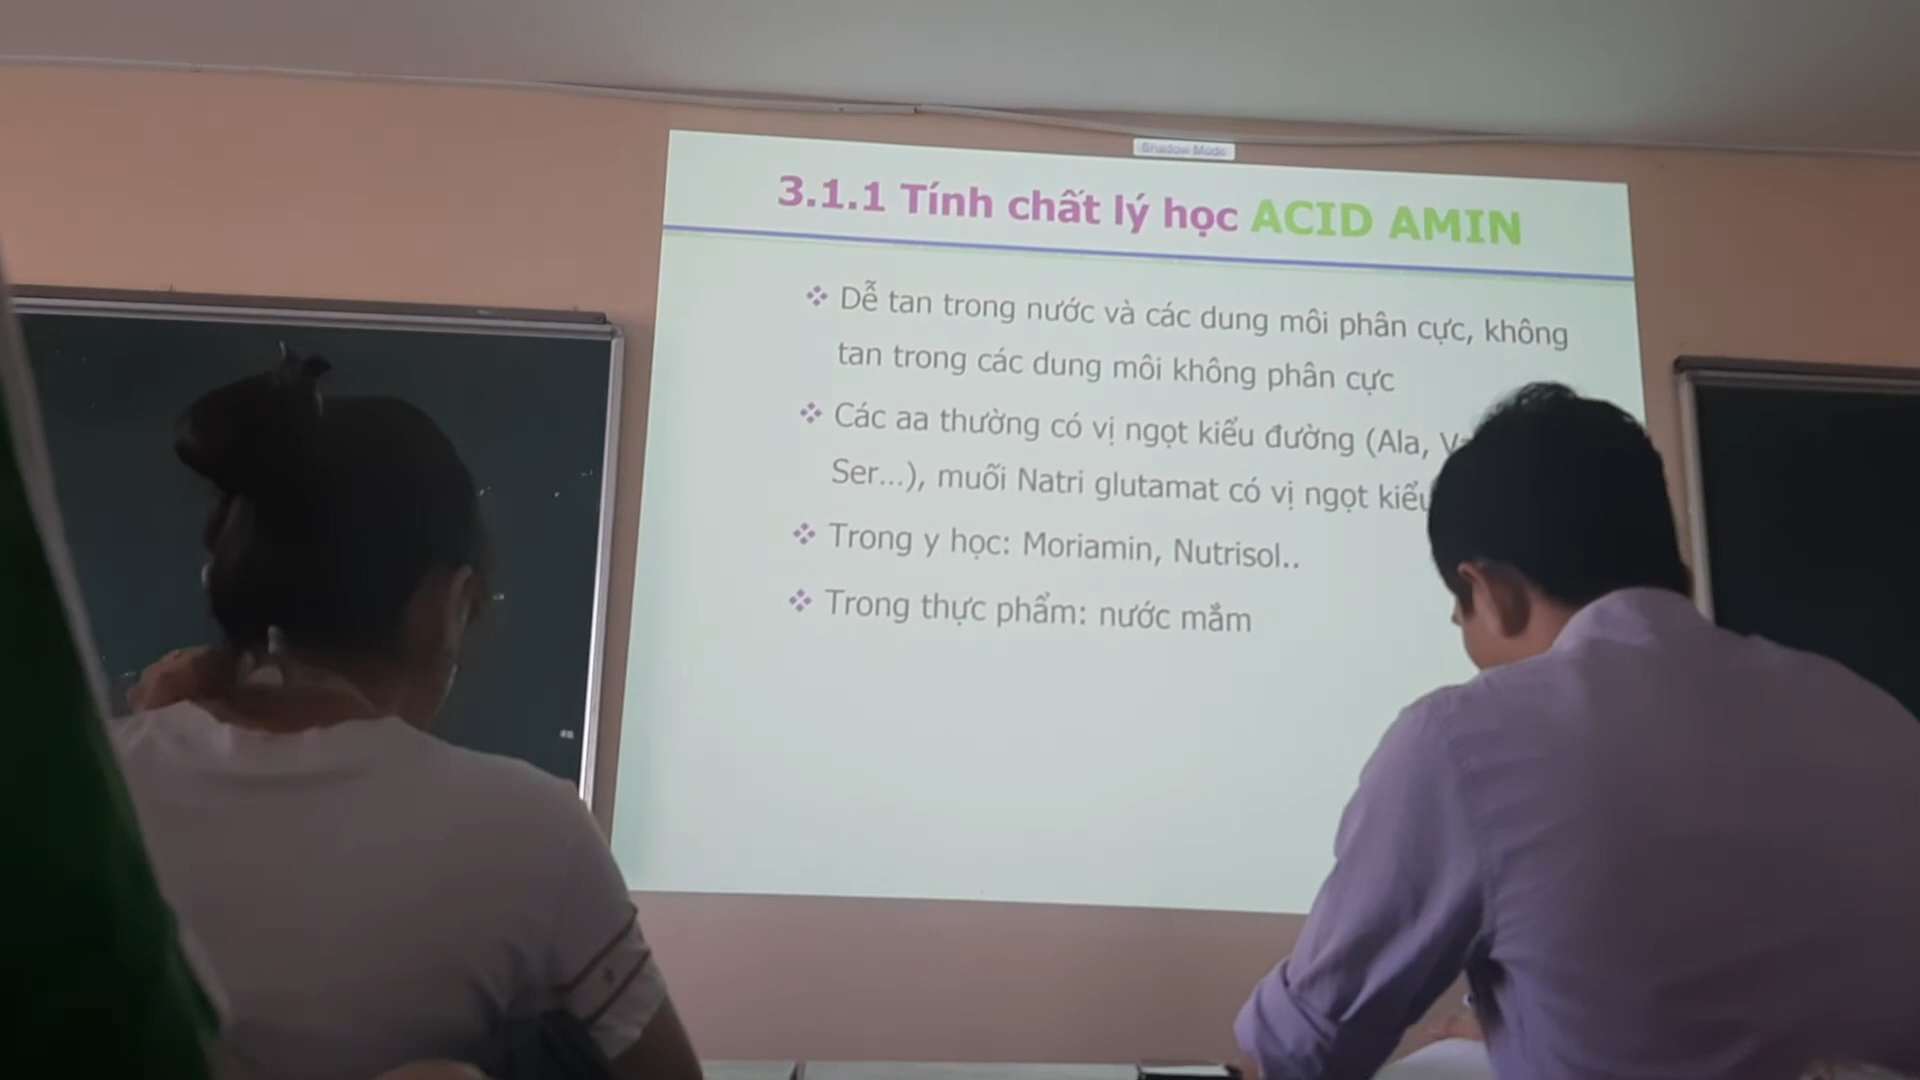 Shadow Mode
3.1.1 Tính chất lý học ACID AMIN
Dễ tan trong nước và các dung môi phân cực, không
tan trong các dung môi không phân cực
Các aa thường có vị ngọt kiểu đường (Ala,
Ser...), muối Natri glutamat có vị ngọt kiểu
Trong y học: Moriamin, Nutrisol..
Trong thực phẩm: nước mắm